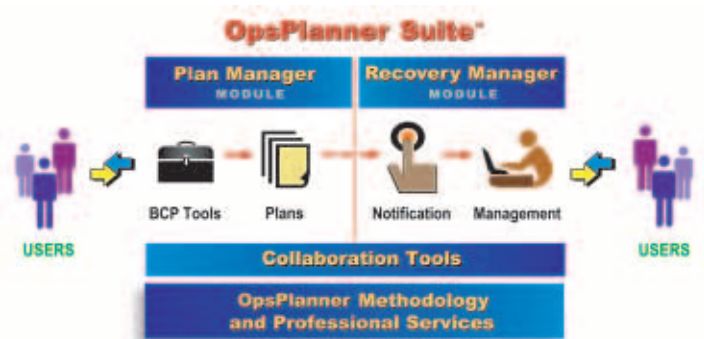 OpsPlanner Suite™
Plan Manager
MODULE
Recovery Manager
MODULE
BCP Tools
Plans
Notification
Management
USERS
USERS
Collaboration Tools
OpsPlanner Methodology
and Professional Services